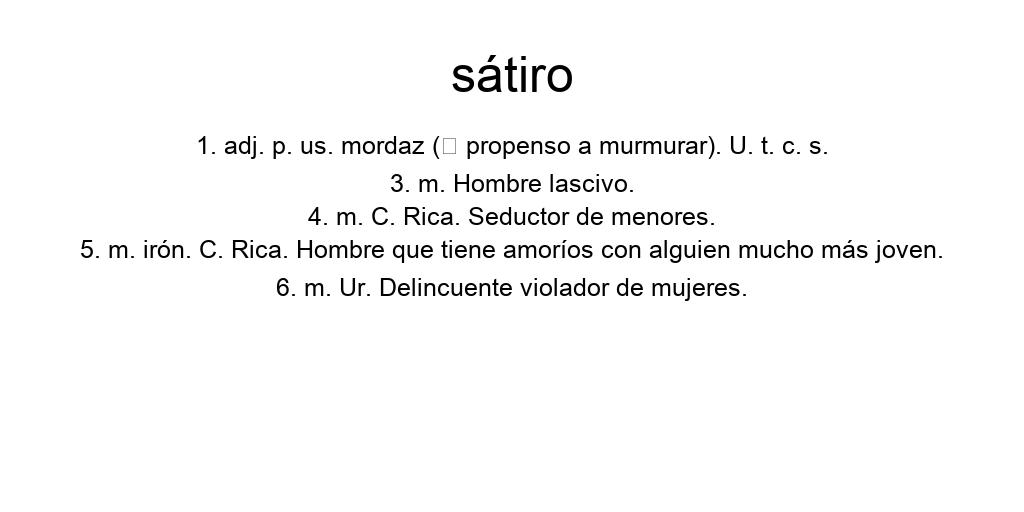 sátiro
1. adj. p. us. mordaz (▯ propenso a murmurar). U. t. c. s.
3. m. Hombre lascivo.
4. m. C. Rica. Seductor de menores.
5. m. irón. C. Rica. Hombre que tiene amoríos con alguien mucho más joven.
6. m. Ur. Delincuente violador de mujeres.